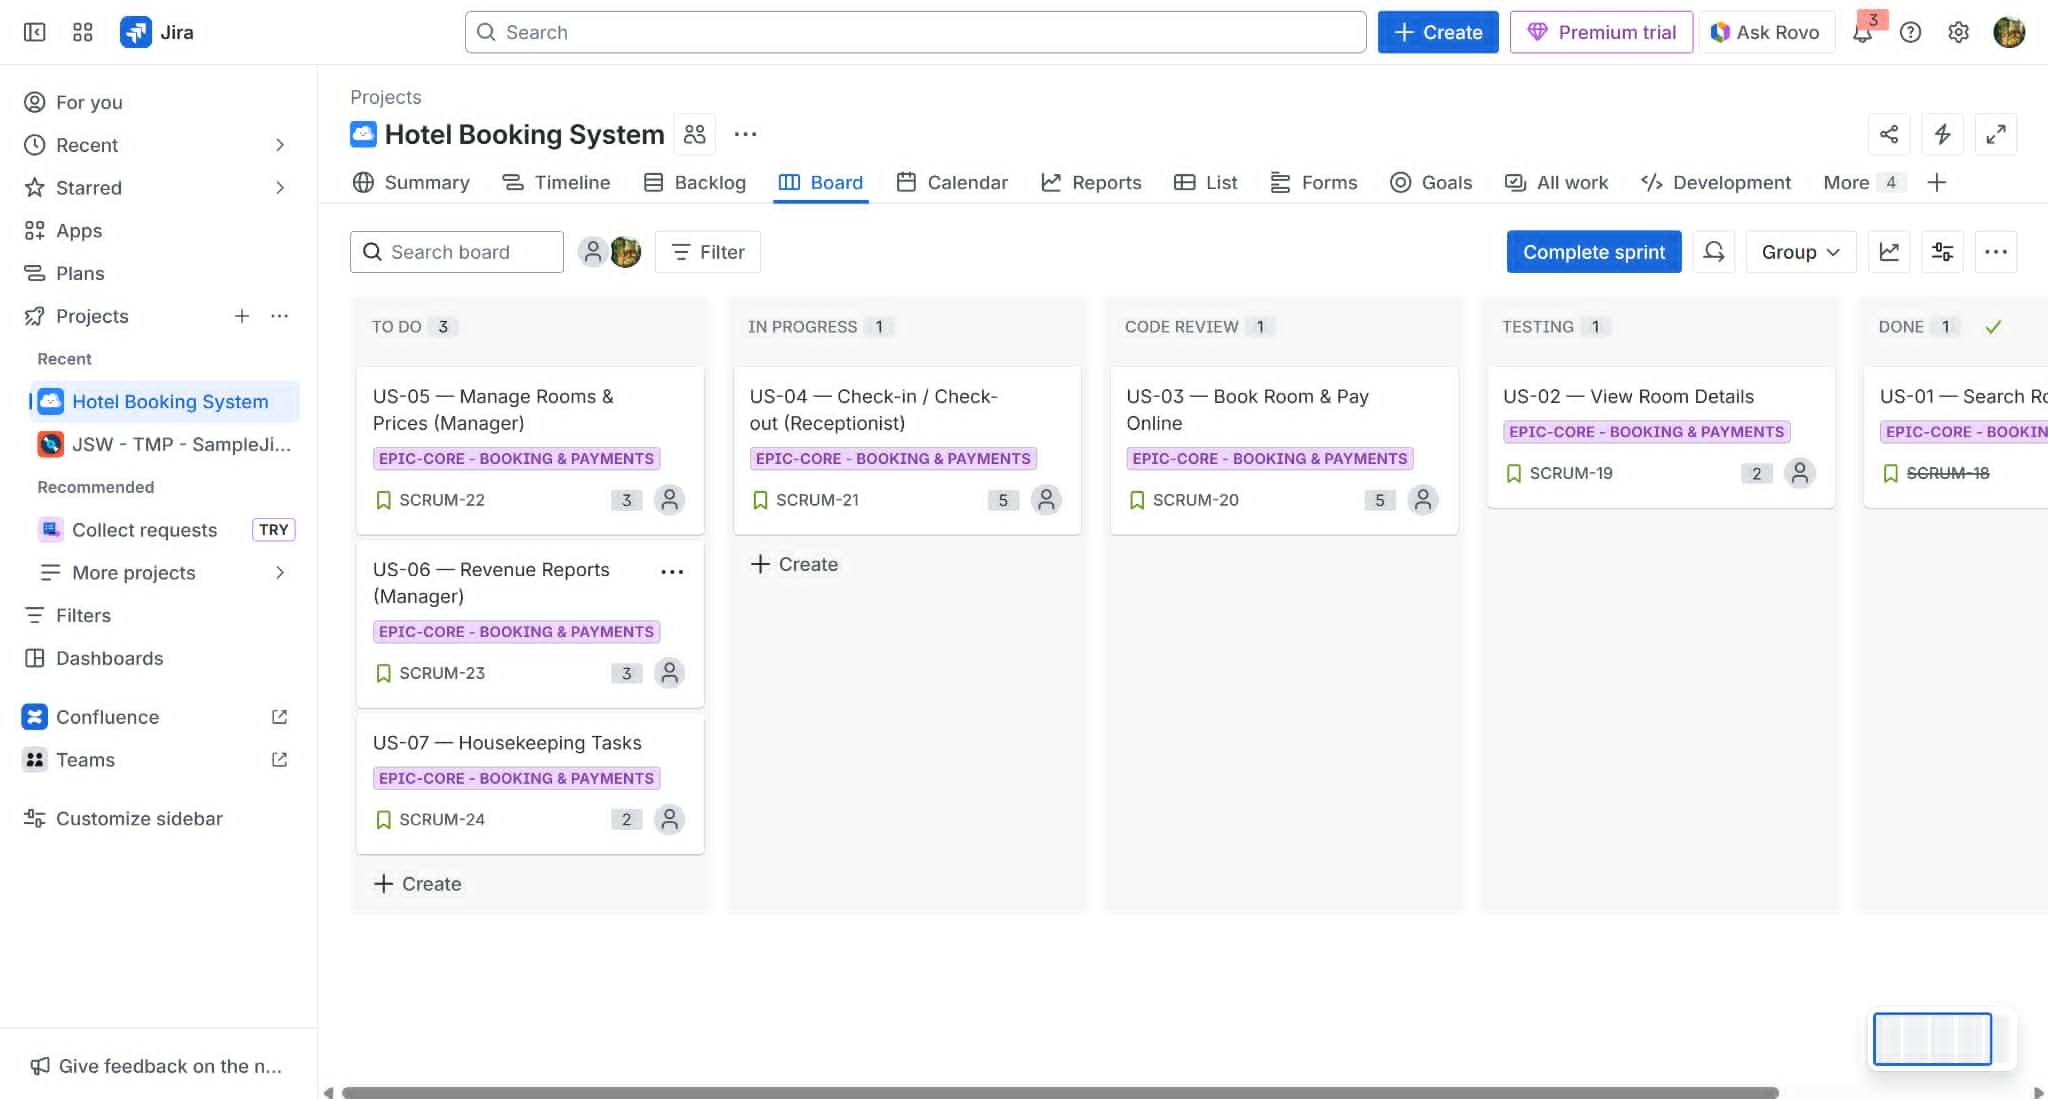 Jira
Search
Create
Premium trial
Ask Rovo
3
For you
Recent
Starred
Apps
Plans
Projects
Recent
Hotel Booking System
JSW - TMP - SampleJi...
Recommended
Collect requests
TRY
More projects
Filters
Dashboards
Confluence
Teams
Customize sidebar
Give feedback on the n...
Projects
Hotel Booking System
Summary
Timeline
Backlog
Board
Calendar
Reports
List
Forms
Goals
All work
Development
More 4
Search board
Filter
Complete sprint
Group
TO DO 3
US-05 — Manage Rooms &
Prices (Manager)
EPIC-CORE - BOOKING & PAYMENTS
SCRUM-22
3
US-06 — Revenue Reports
(Manager)
EPIC-CORE - BOOKING & PAYMENTS
SCRUM-23
3
US-07 — Housekeeping Tasks
EPIC-CORE - BOOKING & PAYMENTS
SCRUM-24
2
Create
IN PROGRESS 1
US-04 — Check-in / Check-
out (Receptionist)
EPIC-CORE - BOOKING & PAYMENTS
SCRUM-21
5
Create
CODE REVIEW 1
US-03 — Book Room & Pay
Online
EPIC-CORE - BOOKING & PAYMENTS
SCRUM-20
5
TESTING 1
US-02 — View Room Details
EPIC-CORE - BOOKING & PAYMENTS
SCRUM-19
2
DONE 1
US-01 — Search Ro
EPIC-CORE - BOOKIN
SCRUM-18